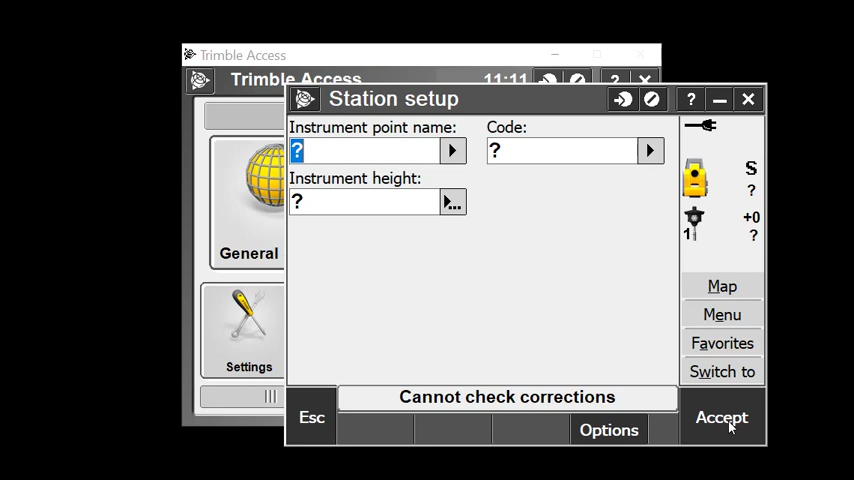 Trimble Access
Trimble Access 11:11 ?
Station setup ?
Instrument point name: Code:
? ?
Instrument height:
?
S
?
1 +0
?
General
Settings
Map
Menu
Favorites
Switch to
Cannot check corrections
Esc Options Accept